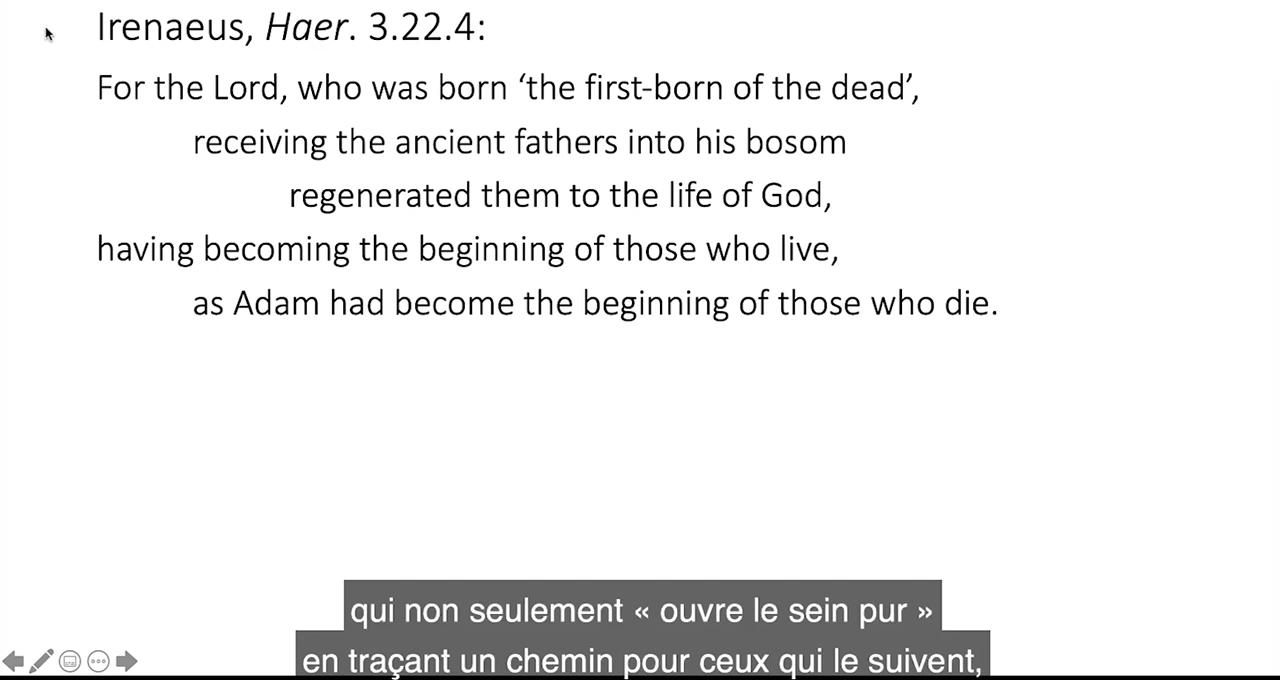 Irenaeus, Haer. 3.22.4:
For the Lord, who was born ‘the first-born of the dead’,
receiving the ancient fathers into his bosom
regenerated them to the life of God,
having becoming the beginning of those who live,
as Adam had become the beginning of those who die.
qui non seulement « ouvre le sein pur »
en traçant un chemin pour ceux qui le suivent,